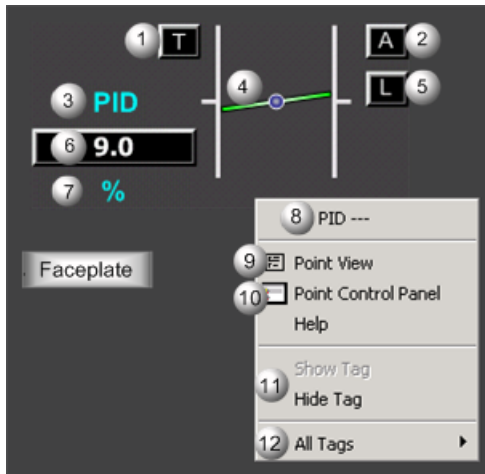 1 T A 2
4 L 5
3 PID
6 9.0
7 %
8 PID ---
Faceplate
9 Point View
10 Point Control Panel
Help
Show Tag
11
Hide Tag
12 All Tags